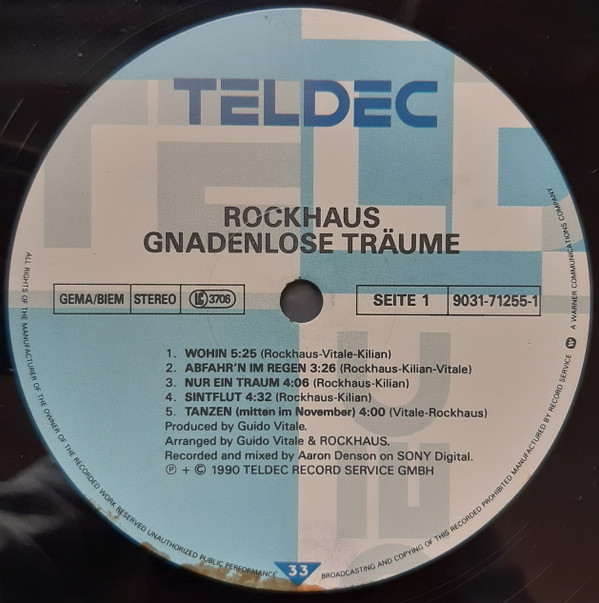 TELDEC
ROCKHAUS
GNADENLOSE TRÄUME
GEMA/BIEM STEREO LC 3706 SEITE 1 9031-71255-1
1. WOHIN 5:25 (Rockhaus-Vitale-Kilian)
2. ABFAHR'N IM REGEN 3:26 (Rockhaus-Kilian-Vitale)
3. NUR EIN TRAUM 4:06 (Rockhaus-Kilian)
4. SINTFLUT 4:32 (Rockhaus-Kilian)
5. TANZEN (mitten im November) 4:00 (Vitale-Rockhaus)
Produced by Guido Vitale.
Arranged by Guido Vitale & ROCKHAUS.
Recorded and mixed by Aaron Denson on SONY Digital.
℗ + © 1990 TELDEC RECORD SERVICE GMBH
33
ALL RIGHTS OF THE MANUFACTURER OF THE OWNER OF THE RECORDED WORK RESERVED UNAUTHORIZED PUBLIC PERFORMANCE BROADCASTING AND COPYING OF THIS RECORDED PROHIBITED MANUFACTURED BY RECORD SERVICE W A WARNER COMMUNICATIONS COMPANY